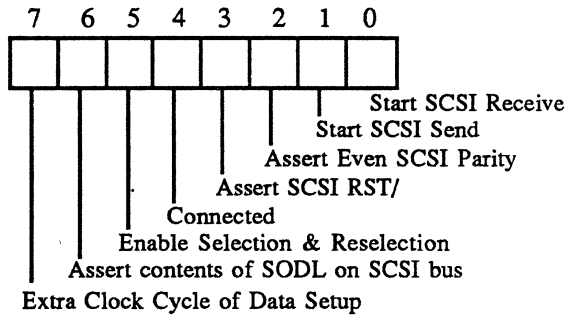 7 6 5 4 3 2 1 0
Start SCSI Receive
Start SCSI Send
Assert Even SCSI Parity
Assert SCSI RST/
Connected
Enable Selection & Reselection
Assert contents of SODL on SCSI bus
Extra Clock Cycle of Data Setup